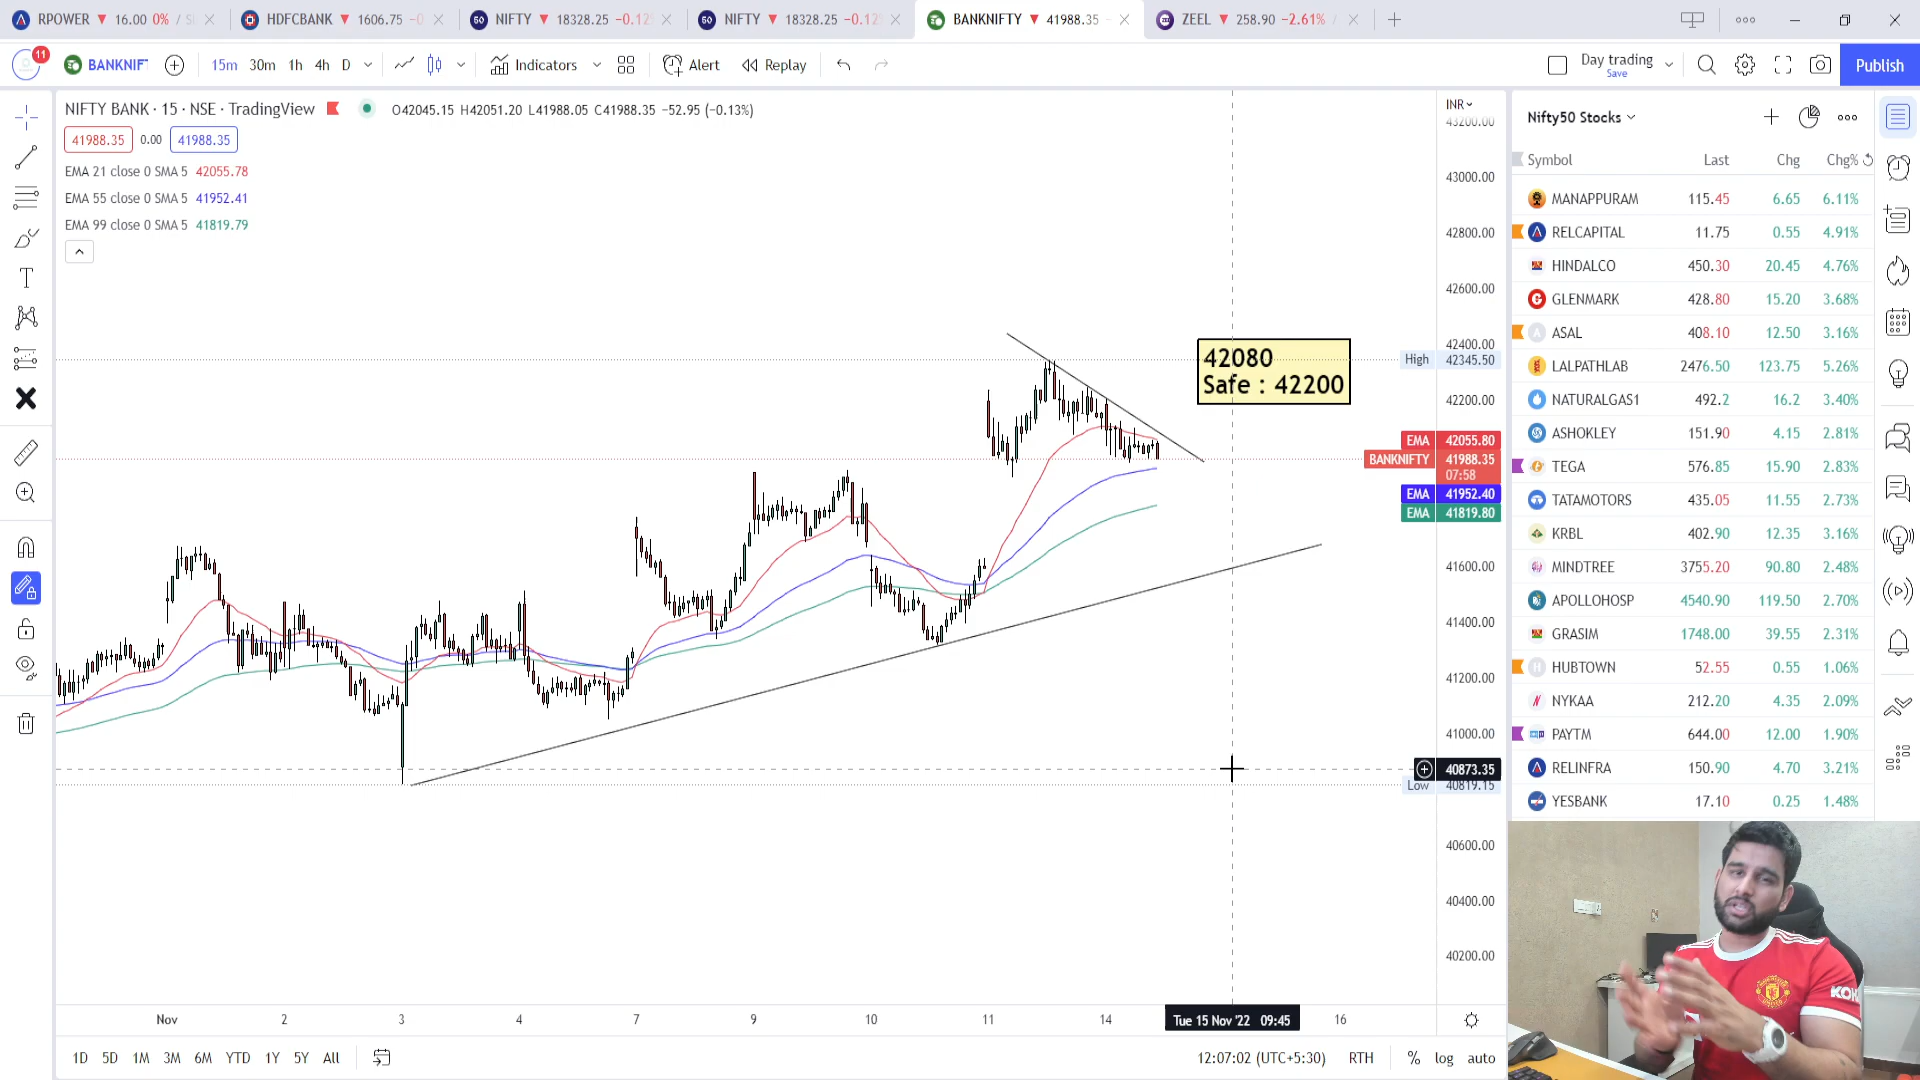 RPOWER ▼ 16.00 0% /
HDFCBANK ▼ 1606.75 −0
NIFTY ▼ 18328.25 −0.12
NIFTY ▼ 18328.25 −0.12
BANKNIFTY ▼ 41988.35 −
ZEEL ▼ 258.90 −2.61% /
11
BANKNIF
15m 30m 1h 4h D
Indicators
Alert
Replay
Day trading
Save
Publish
NIFTY BANK · 15 · NSE · TradingView
O42045.15 H42051.20 L41988.05 C41988.35 −52.95 (−0.13%)
41988.35 0.00 41988.35
EMA 21 close 0 SMA 5 42055.78
EMA 55 close 0 SMA 5 41952.41
EMA 99 close 0 SMA 5 41819.79
42080
Safe : 42200
INR
43200.00
43000.00
42800.00
42600.00
42400.00
High 42345.50
42200.00
EMA 42055.80
BANKNIFTY 41988.35
07:58
EMA 41952.40
EMA 41819.80
41600.00
41400.00
41200.00
41000.00
40873.35
Low 40819.15
40600.00
40400.00
40200.00
Nov 2 3 4 7 9 10 11 14 Tue 15 Nov '22 09:45 16
1D 5D 1M 3M 6M YTD 1Y 5Y All
12:07:02 (UTC+5:30) RTH % log auto
Nifty50 Stocks
Symbol Last Chg Chg%
MANAPPURAM 115.45 6.65 6.11%
RELCAPITAL 11.75 0.55 4.91%
HINDALCO 450.30 20.45 4.76%
GLENMARK 428.80 15.20 3.68%
ASAL 408.10 12.50 3.16%
LALPATHLAB 2476.50 123.75 5.26%
NATURALGAS1 492.2 16.2 3.40%
ASHOKLEY 151.90 4.15 2.81%
TEGA 576.85 15.90 2.83%
TATAMOTORS 435.05 11.55 2.73%
KRBL 402.90 12.35 3.16%
MINDTREE 3755.20 90.80 2.48%
APOLLOHOSP 4540.90 119.50 2.70%
GRASIM 1748.00 39.55 2.31%
HUBTOWN 52.55 0.55 1.06%
NYKAA 212.20 4.35 2.09%
PAYTM 644.00 12.00 1.90%
RELINFRA 150.90 4.70 3.21%
YESBANK 17.10 0.25 1.48%